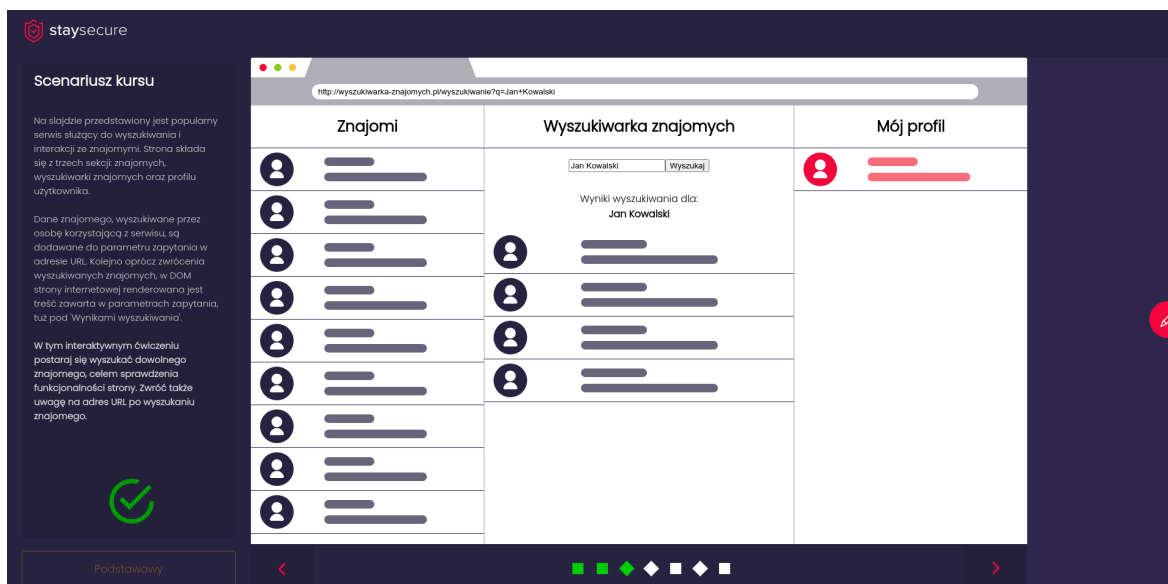 staysecure
Scenariusz kursu
Na slajdzie przedstawiony jest popularny
serwis służący do wyszukiwania i
interakcji ze znajomymi. Strona składa
się z trzech sekcji: znajomych,
wyszukiwarki znajomych oraz profilu
użytkownika.
Dane znajomego, wyszukiwane przez
osobę korzystającą z serwisu, są
dodawane do parametru zapytania w
adresie URL. Kolejno oprócz zwrócenia
wyszukiwanych znajomych, w DOM
strony internetowej renderowana jest
treść zawarta w parametrach zapytania,
tuż pod 'Wynikami wyszukiwania'.
W tym interaktywnym ćwiczeniu
postaraj się wyszukać dowolnego
znajomego, celem sprawdzenia
funkcjonalności strony. Zwróć także
uwagę na adres URL po wyszukaniu
znajomego.
Podstawowy
http://wyszukiwarka-znajomych.pl/wyszukiwanie?q=Jan+Kowalski
Znajomi
Wyszukiwarka znajomych
Jan Kowalski
Wyszukaj
Wyniki wyszukiwania dla:
Jan Kowalski
Mój profil